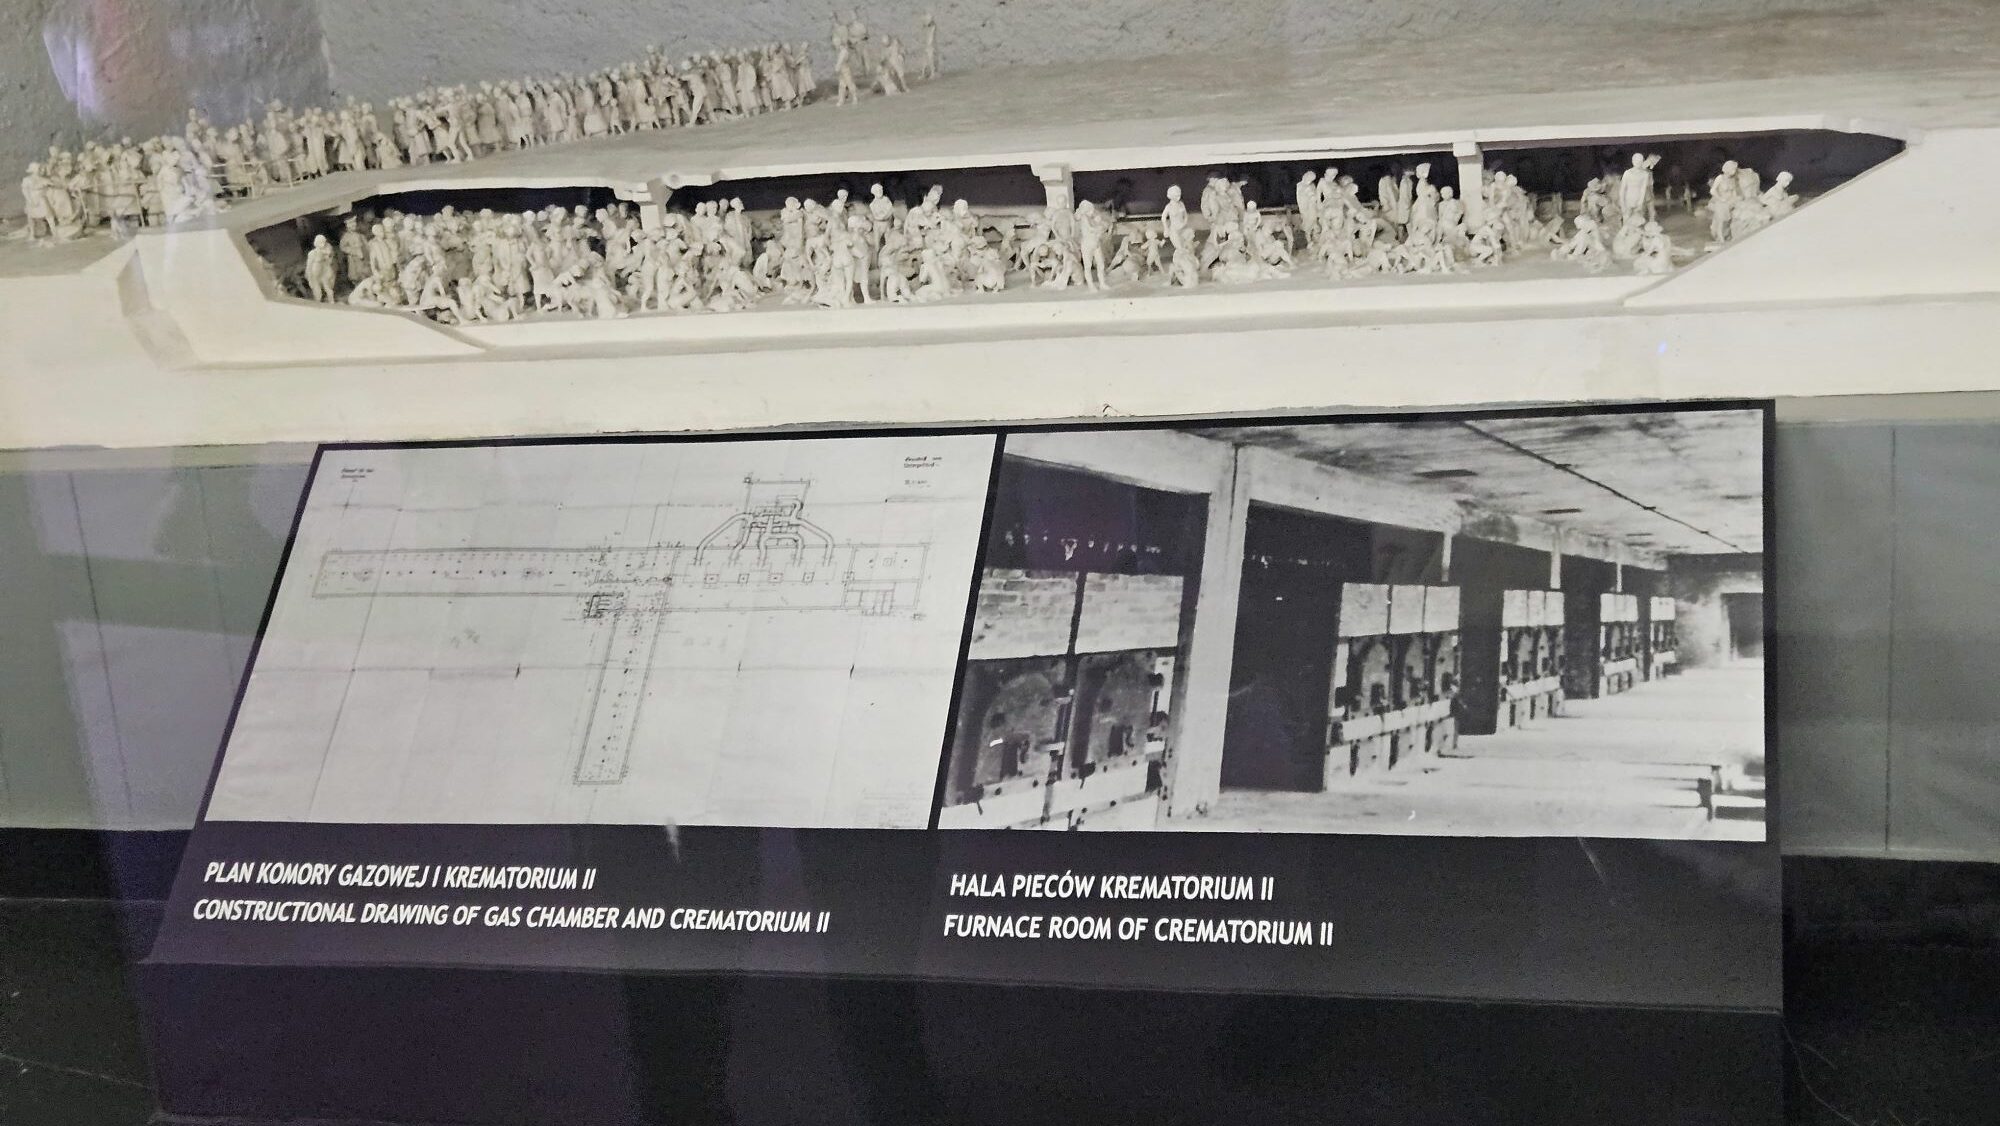 PLAN KOMORY GAZOWEJ I KREMATORIUM II
CONSTRUCTIONAL DRAWING OF GAS CHAMBER AND CREMATORIUM II
HALA PIECÓW KREMATORIUM II
FURNACE ROOM OF CREMATORIUM II